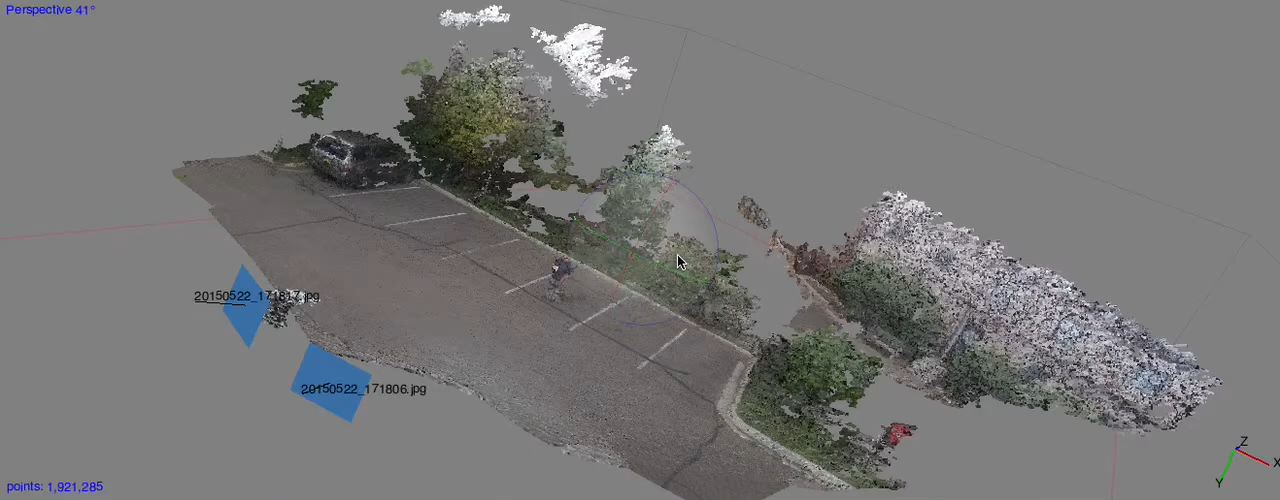 Perspective 41°
20150522_171817.jpg
20150522_171806.jpg
Z
X
Y
points: 1,921,285